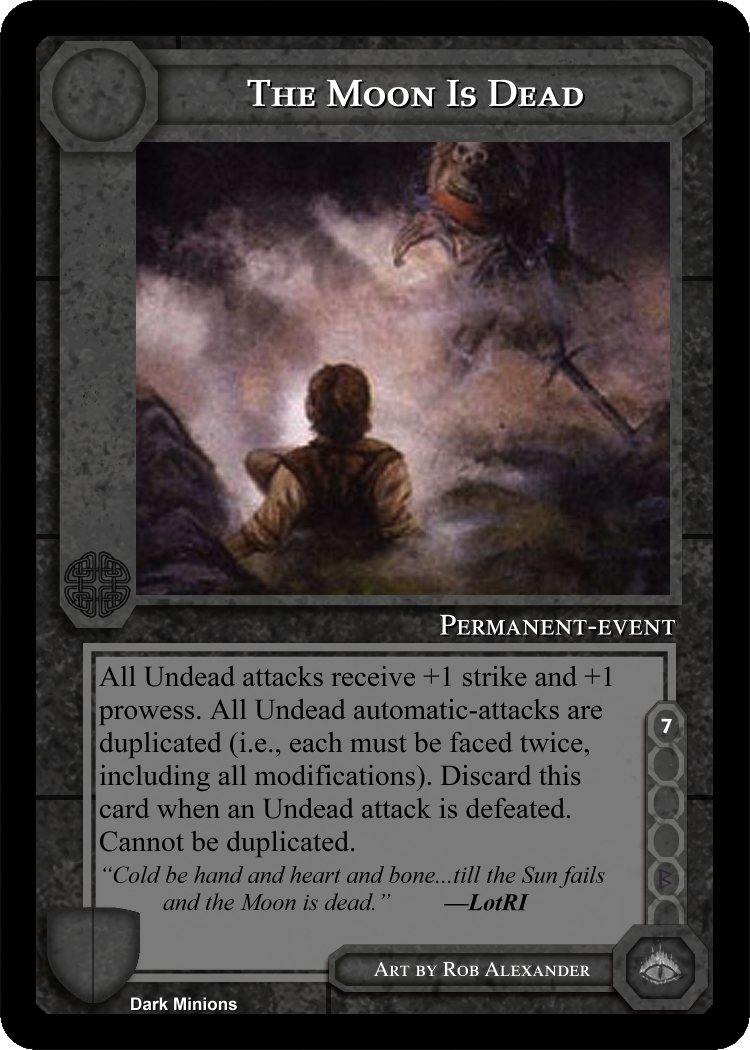 The Moon Is Dead
Permanent-event
All Undead attacks receive +1 strike and +1
prowess. All Undead automatic-attacks are
duplicated (i.e., each must be faced twice,
including all modifications). Discard this
card when an Undead attack is defeated.
Cannot be duplicated.
“Cold be hand and heart and bone...till the Sun fails
and the Moon is dead.” —LotRI
7
B
Art by Rob Alexander
Dark Minions